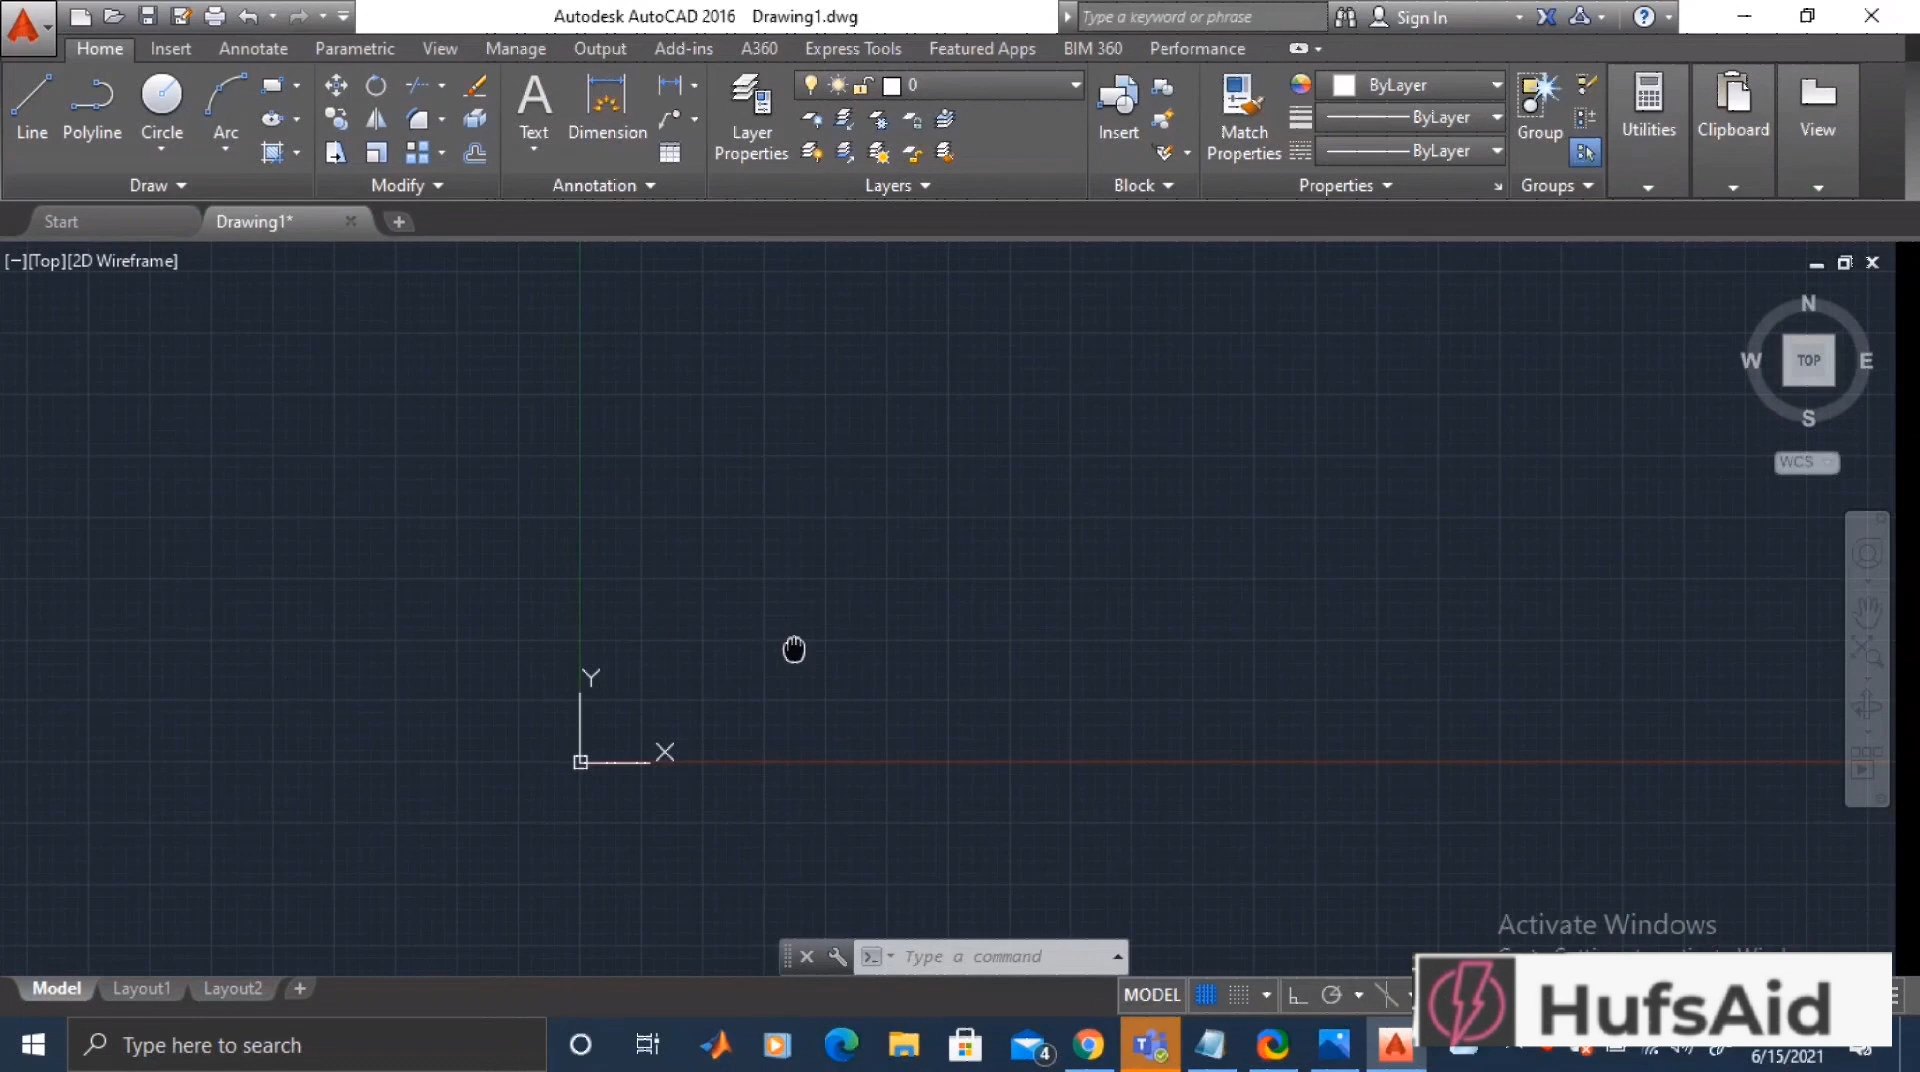 Autodesk AutoCAD 2016 Drawing1.dwg
Type a keyword or phrase
Sign In
Home Insert Annotate Parametric View Manage Output Add-ins A360 Express Tools Featured Apps BIM 360 Performance
Line Polyline Circle Arc
Text Dimension
Layer Properties
0
Insert
Match Properties
ByLayer
ByLayer
ByLayer
Group
Utilities Clipboard View
Draw Modify Annotation Layers Block Properties Groups
Start Drawing1*
[−][Top][2D Wireframe]
N
W TOP E
S
WCS
Y
X
Activate Windows
Type a command
Model Layout1 Layout2
MODEL
HufsAid
Type here to search
4
6/15/2021